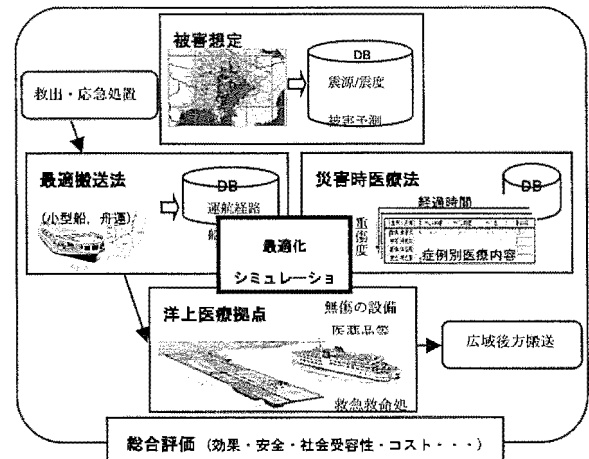 被害想定
DB
震源/震度
被害予測
救出・応急処置
最適搬送法
(小型船，舟運)
DB
運航経路
災害時医療法
DB
経過時間
重傷度
症例別医療内容
最適化
シミュレーショ
洋上医療拠点
無傷の設備
医薬品等
救急救命処
広域後方搬送
総合評価（効果・安全・社会受容性・コスト・・・）